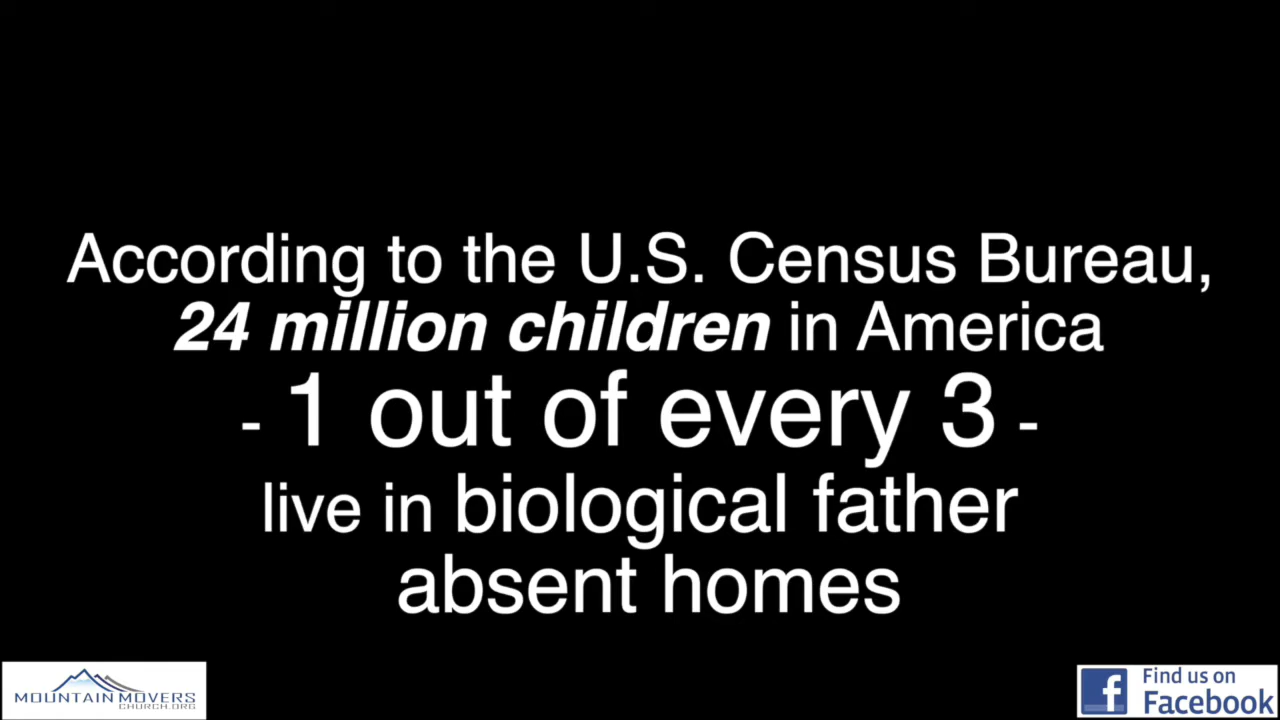 According to the U.S. Census Bureau,
24 million children in America
- 1 out of every 3 -
live in biological father
absent homes
MOUNTAIN MOVERS
CHURCH.ORG
Find us on
Facebook